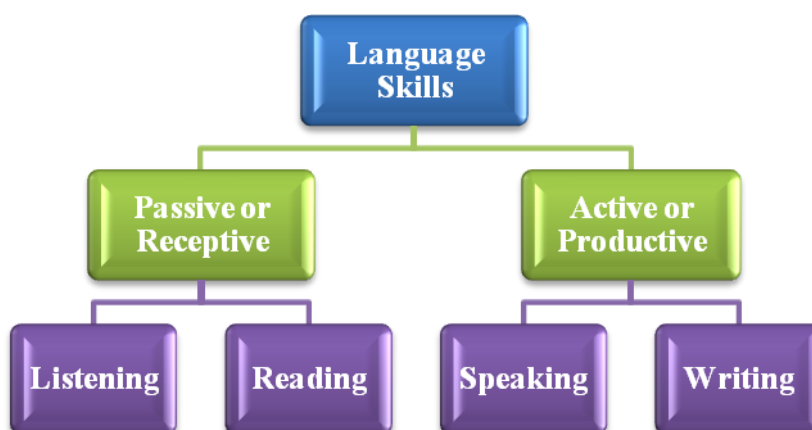 Language
Skills
Passive or
Receptive
Active or
Productive
Listening
Reading
Speaking
Writing